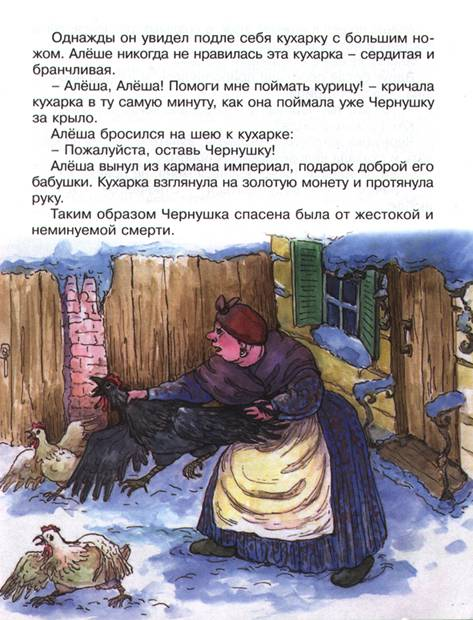 Однажды он увидел подле себя кухарку с большим но-
жом. Алёше никогда не нравилась эта кухарка – сердитая и
бранчливая.
– Алёша, Алёша! Помоги мне поймать курицу! – кричала
кухарка в ту самую минуту, как она поймала уже Чернушку
за крыло.
Алёша бросился на шею к кухарке:
– Пожалуйста, оставь Чернушку!
Алёша вынул из кармана империал, подарок доброй его
бабушки. Кухарка взглянула на золотую монету и протянула
руку.
Таким образом Чернушка спасена была от жестокой и
неминуемой смерти.